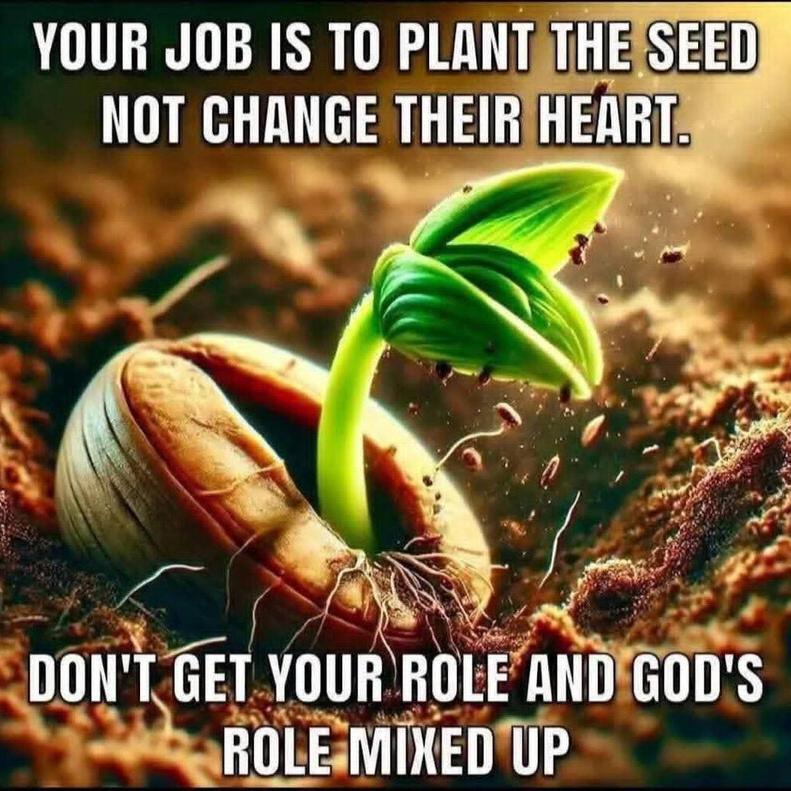 YOUR JOB IS TO PLANT THE SEED
NOT CHANGE THEIR HEART.
DON'T GET YOUR ROLE AND GOD'S
ROLE MIXED UP